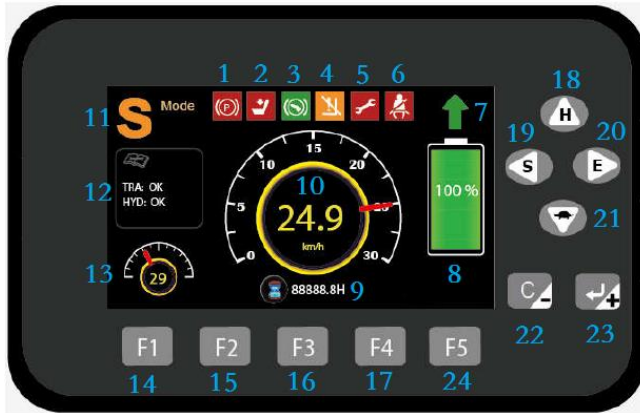 1 2 3 4 5 6
18
11 S Mode
(P)
7
19 20
H
S E
15
10 20
12
TRA: OK
HYD: OK
100 %
10
5 25
24.9
km/h
21
13
29
0 30
88888.8H 9
8
C - +
22 23
F1 F2 F3 F4 F5
14 15 16 17 24